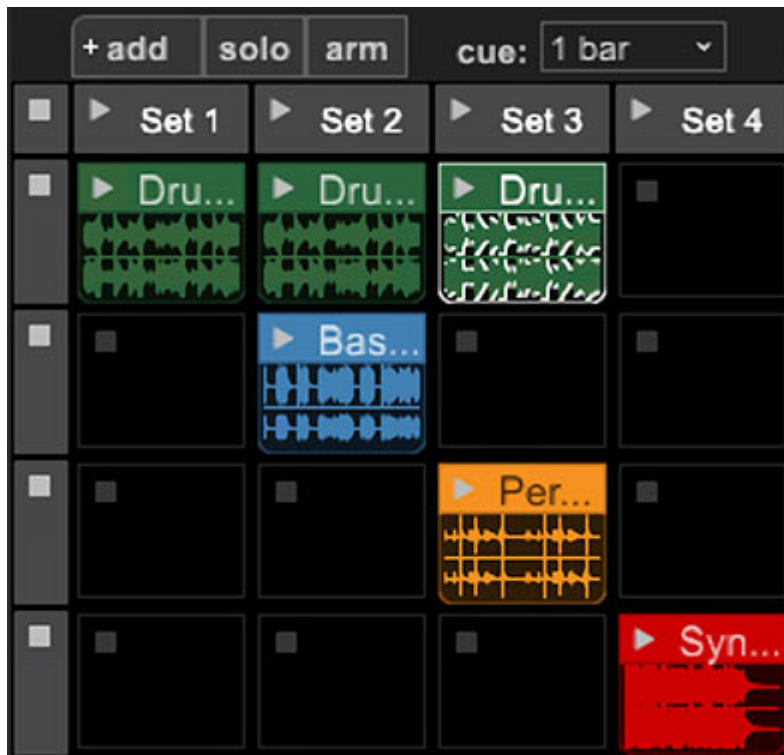 + add solo arm cue: 1 bar
Set 1 Set 2 Set 3 Set 4
Dru... Dru... Dru...
Bas...
Per...
Syn...